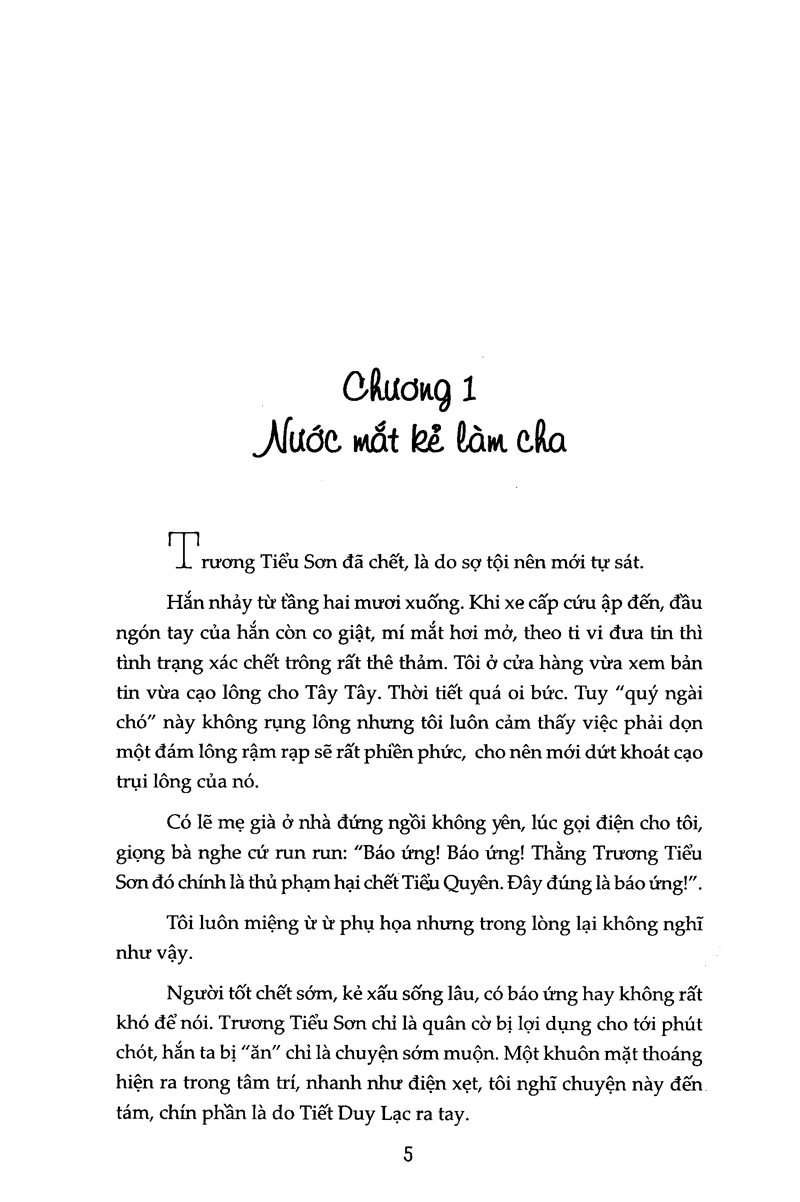 Chương 1
Nước mắt kẻ làm cha
Trương Tiểu Sơn đã chết, là do sợ tội nên mới tự sát.
Hắn nhảy từ tầng hai mươi xuống. Khi xe cấp cứu ập đến, đầu
ngón tay của hắn còn co giật, mí mắt hơi mở, theo ti vi đưa tin thì
tình trạng xác chết trông rất thê thảm. Tôi ở cửa hàng vừa xem bản
tin vừa cạo lông cho Tây Tây. Thời tiết quá oi bức. Tuy "quý ngài
chó" này không rụng lông nhưng tôi luôn cảm thấy việc phải dọn
một đám lông rậm rạp sẽ rất phiền phức, cho nên mới dứt khoát cạo
trụi lông của nó.
Có lẽ mẹ già ở nhà đứng ngồi không yên, lúc gọi điện cho tôi,
giọng bà nghe cứ run run: "Báo ứng! Báo ứng! Thằng Trương Tiểu
Sơn đó chính là thủ phạm hại chết Tiểu Quyên. Đây đúng là báo ứng!".
Tôi luôn miệng ừ ừ phụ họa nhưng trong lòng lại không nghĩ
như vậy.
Người tốt chết sớm, kẻ xấu sống lâu, có báo ứng hay không rất
khó để nói. Trương Tiểu Sơn chỉ là quân cờ bị lợi dụng cho tới phút
chót, hắn ta bị "ăn" chỉ là chuyện sớm muộn. Một khuôn mặt thoáng
hiện ra trong tâm trí, nhanh như điện xẹt, tôi nghĩ chuyện này đến
tám, chín phần là do Tiết Duy Lạc ra tay.
5